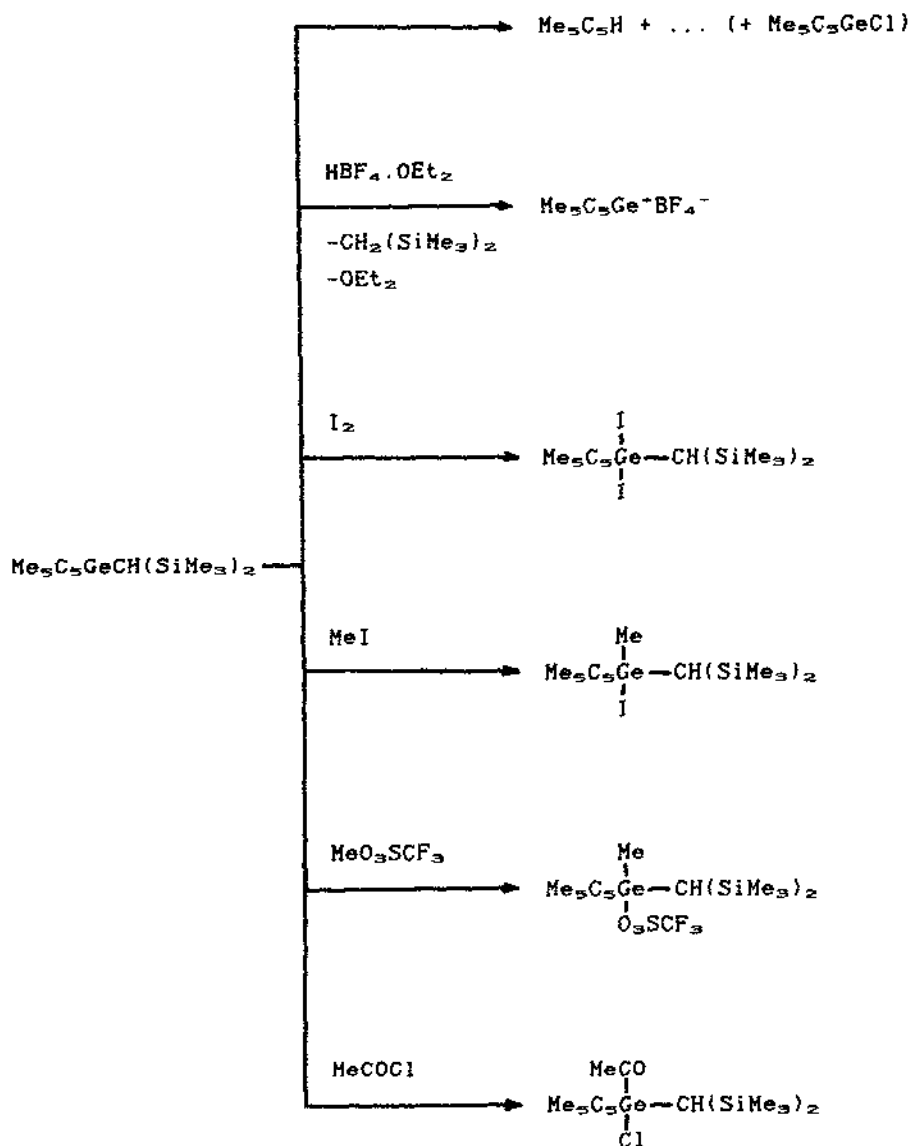 Me₅C₅H + ... (+ Me₅C₅GeCl)
HBF₄.OEt₂
Me₅C₅Ge⁺BF₄⁻
-CH₂(SiMe₃)₂
-OEt₂
I₂
I
Me₅C₅Ge—CH(SiMe₃)₂
I
Me₅C₅GeCH(SiMe₃)₂
MeI
Me
Me₅C₅Ge—CH(SiMe₃)₂
I
MeO₃SCF₃
Me
Me₅C₅Ge—CH(SiMe₃)₂
O₃SCF₃
MeCOCl
MeCO
Me₅C₅Ge—CH(SiMe₃)₂
Cl